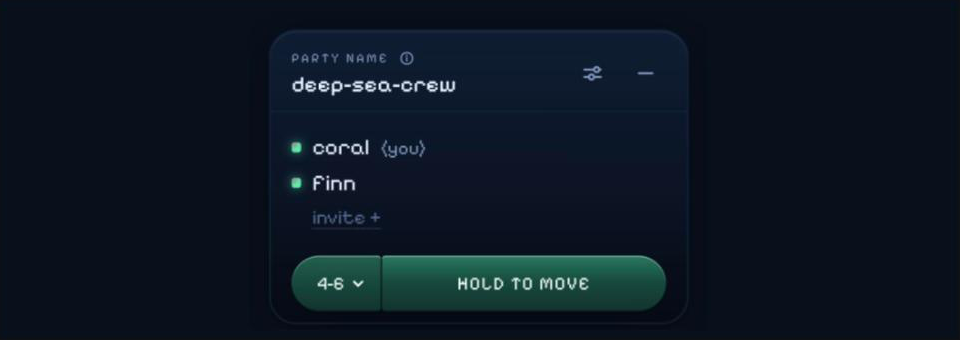 PARTY NAME
deep-sea-crew
coral (you)
finn
invite +
4-6
HOLD TO MOVE